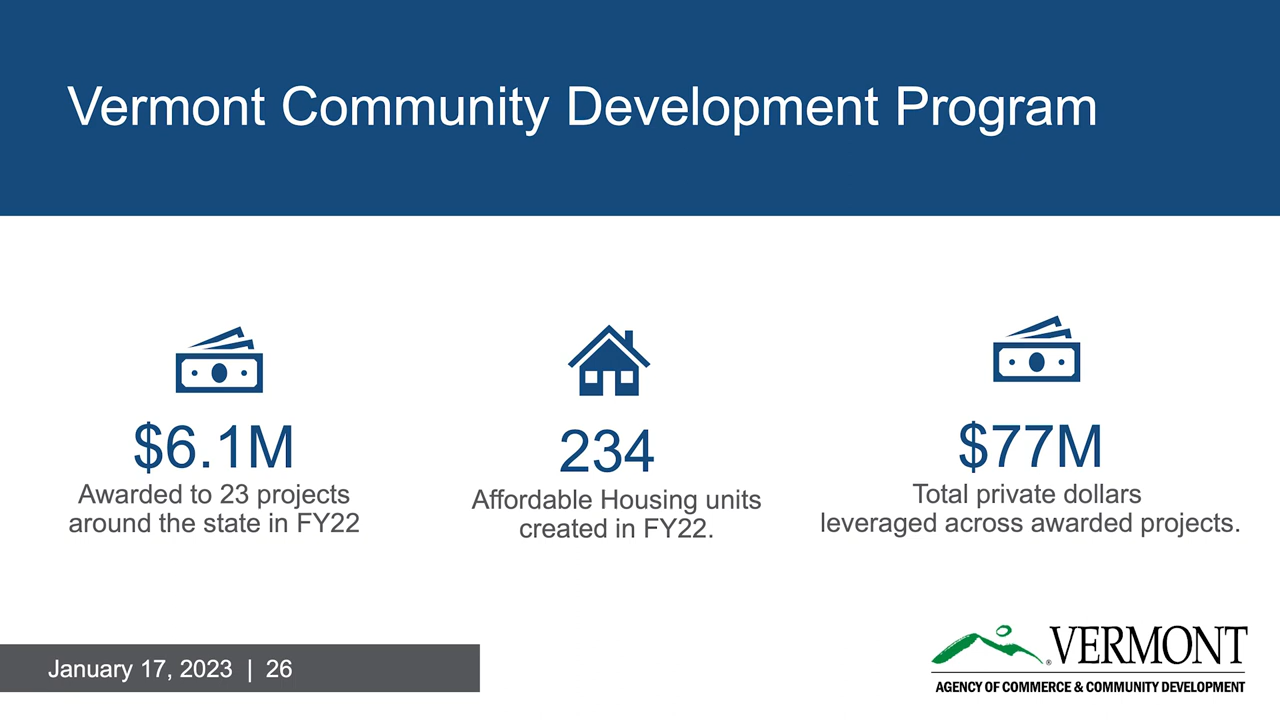 Vermont Community Development Program
$6.1M
Awarded to 23 projects
around the state in FY22
234
Affordable Housing units
created in FY22.
$77M
Total private dollars
leveraged across awarded projects.
January 17, 2023 | 26
® VERMONT
AGENCY OF COMMERCE & COMMUNITY DEVELOPMENT